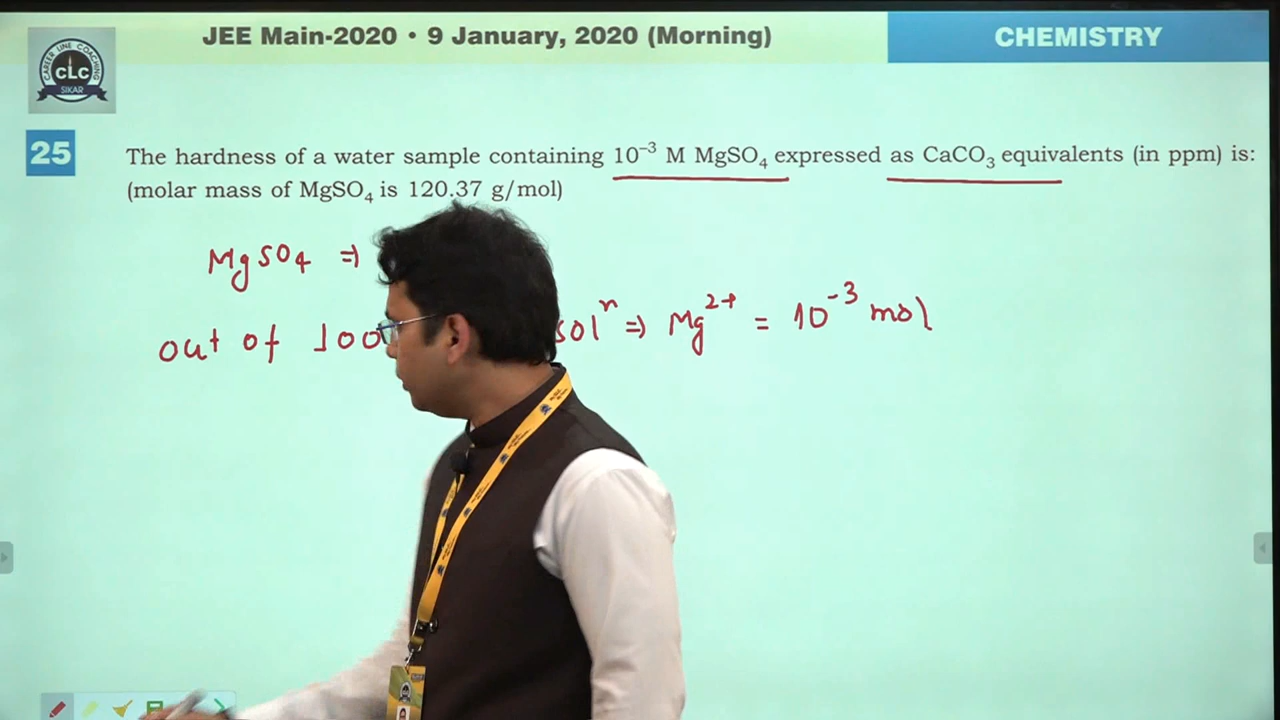 JEE Main-2020 • 9 January, 2020 (Morning)
CHEMISTRY
CAREER LINE COACHING
CLC
SIKAR
25
The hardness of a water sample containing 10⁻³ M MgSO₄ expressed as CaCO₃ equivalents (in ppm) is:
(molar mass of MgSO₄ is 120.37 g/mol)
MgSO₄ ⇒
out of 100 solⁿ ⇒ Mg²⁺ = 10⁻³ mol